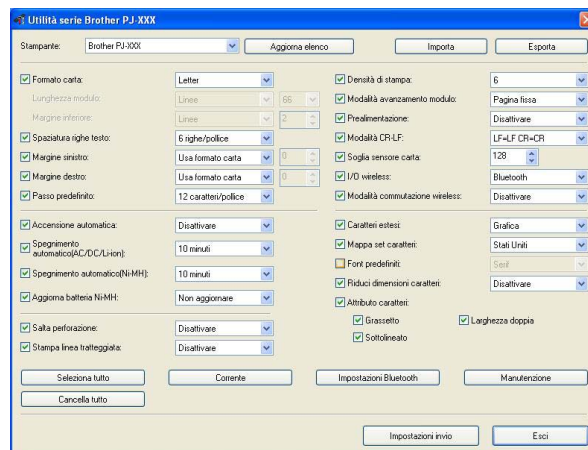 Utilità serie Brother PJ-XXX
Stampante: Brother PJ-XXX Aggiorna elenco Importa Esporta
Formato carta: Letter
Lunghezza modulo: Linee 66
Margine inferiore: Linee 2
Spaziatura righe testo: 6 righe/pollice
Margine sinistro: Usa formato carta 0
Margine destro: Usa formato carta 0
Passo predefinito: 12 caratteri/pollice
Densità di stampa: 6
Modalità avanzamento modulo: Pagina fissa
Prealimentazione: Disattivare
Modalità CR-LF: LF=LF CR=CR
Soglia sensore carta: 128
I/O wireless: Bluetooth
Modalità commutazione wireless: Disattivare
Accensione automatica: Disattivare
Spegnimento
automatico(AC/DC/Li-ion): 10 minuti
Spegnimento automatico(Ni-MH): 10 minuti
Aggiorna batteria Ni-MH: Non aggiornare
Caratteri estesi: Grafica
Mappa set caratteri: Stati Uniti
Font predefiniti: Serif
Riduci dimensioni caratteri: Disattivare
Attributo caratteri:
Grassetto Larghezza doppia
Sottolineato
Salta perforazione: Disattivare
Stampa linea tratteggiata: Disattivare
Seleziona tutto Corrente Impostazioni Bluetooth Manutenzione
Cancella tutto
Impostazioni invio Esci